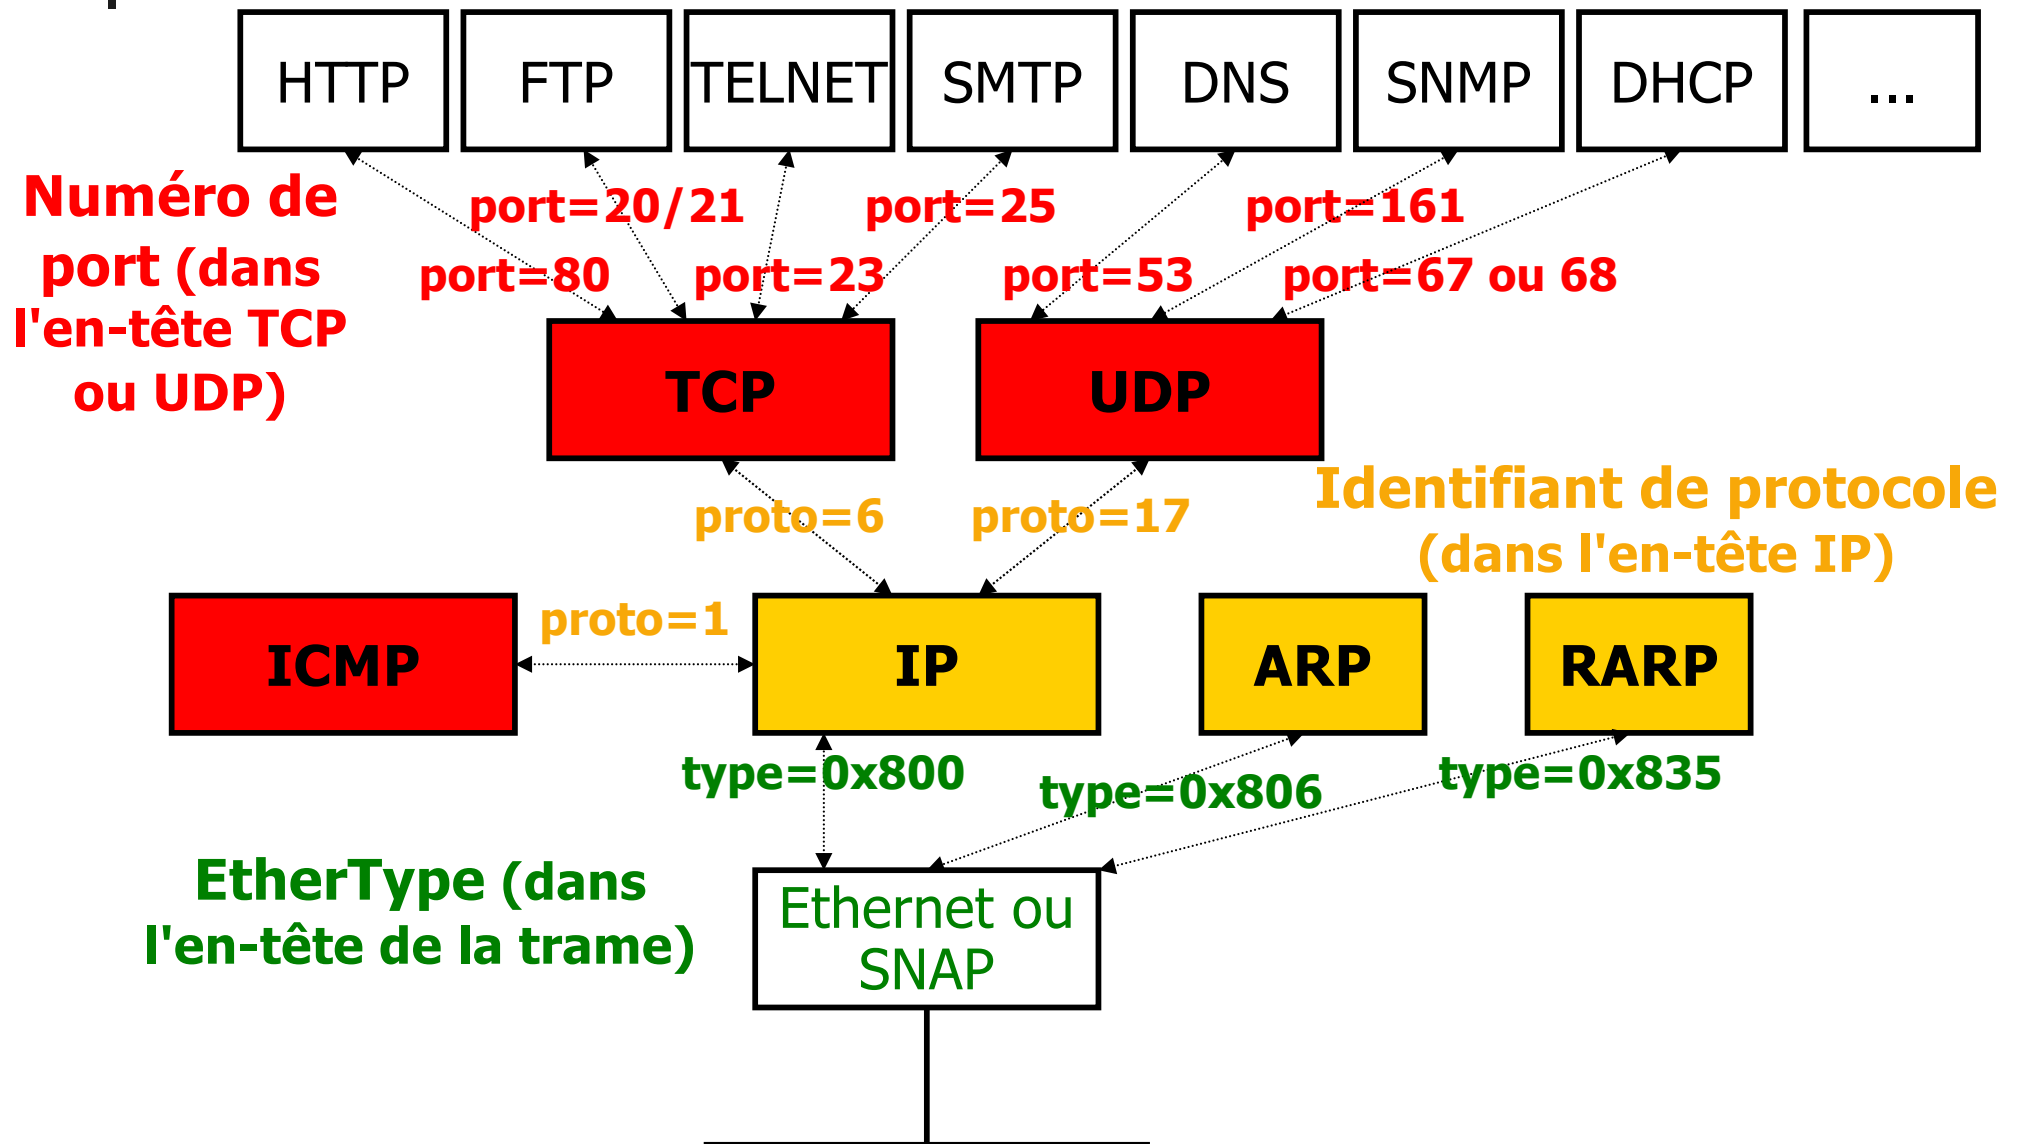 HTTP
FTP
TELNET
SMTP
DNS
SNMP
DHCP
...
Numéro de
port (dans
l'en-tête TCP
ou UDP)
port=20/21
port=25
port=161
port=80
port=23
port=53
port=67 ou 68
TCP
UDP
proto=6
proto=17
Identifiant de protocole
(dans l'en-tête IP)
proto=1
ICMP
IP
ARP
RARP
type=0x800
type=0x806
type=0x835
EtherType (dans
l'en-tête de la trame)
Ethernet ou
SNAP